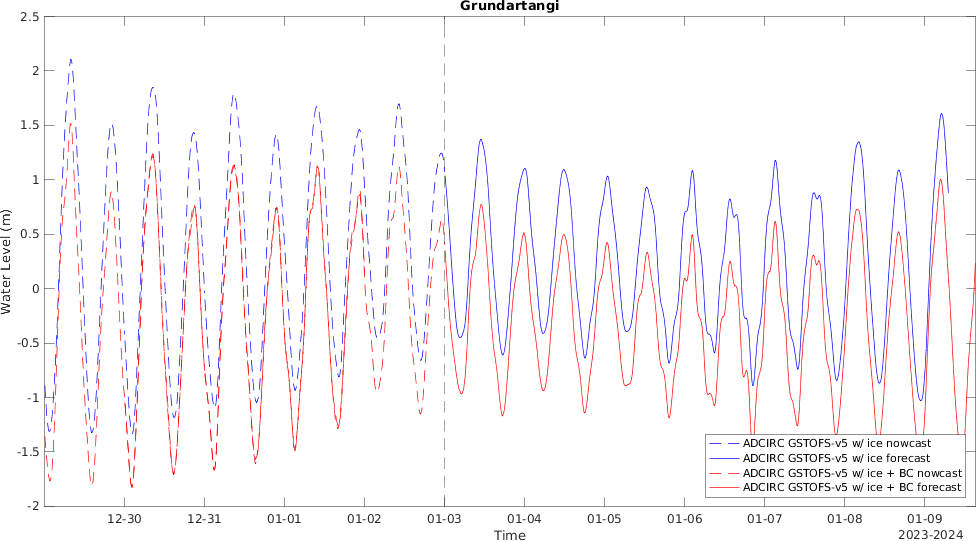 Grundartangi
2.5
2
1.5
1
0.5
0
-0.5
-1
-1.5
-2
Water Level (m)
ADCIRC GSTOFS-v5 w/ ice nowcast
ADCIRC GSTOFS-v5 w/ ice forecast
ADCIRC GSTOFS-v5 w/ ice + BC nowcast
ADCIRC GSTOFS-v5 w/ ice + BC forecast
12-30 12-31 01-01 01-02 01-03 01-04 01-05 01-06 01-07 01-08 01-09
Time
2023-2024